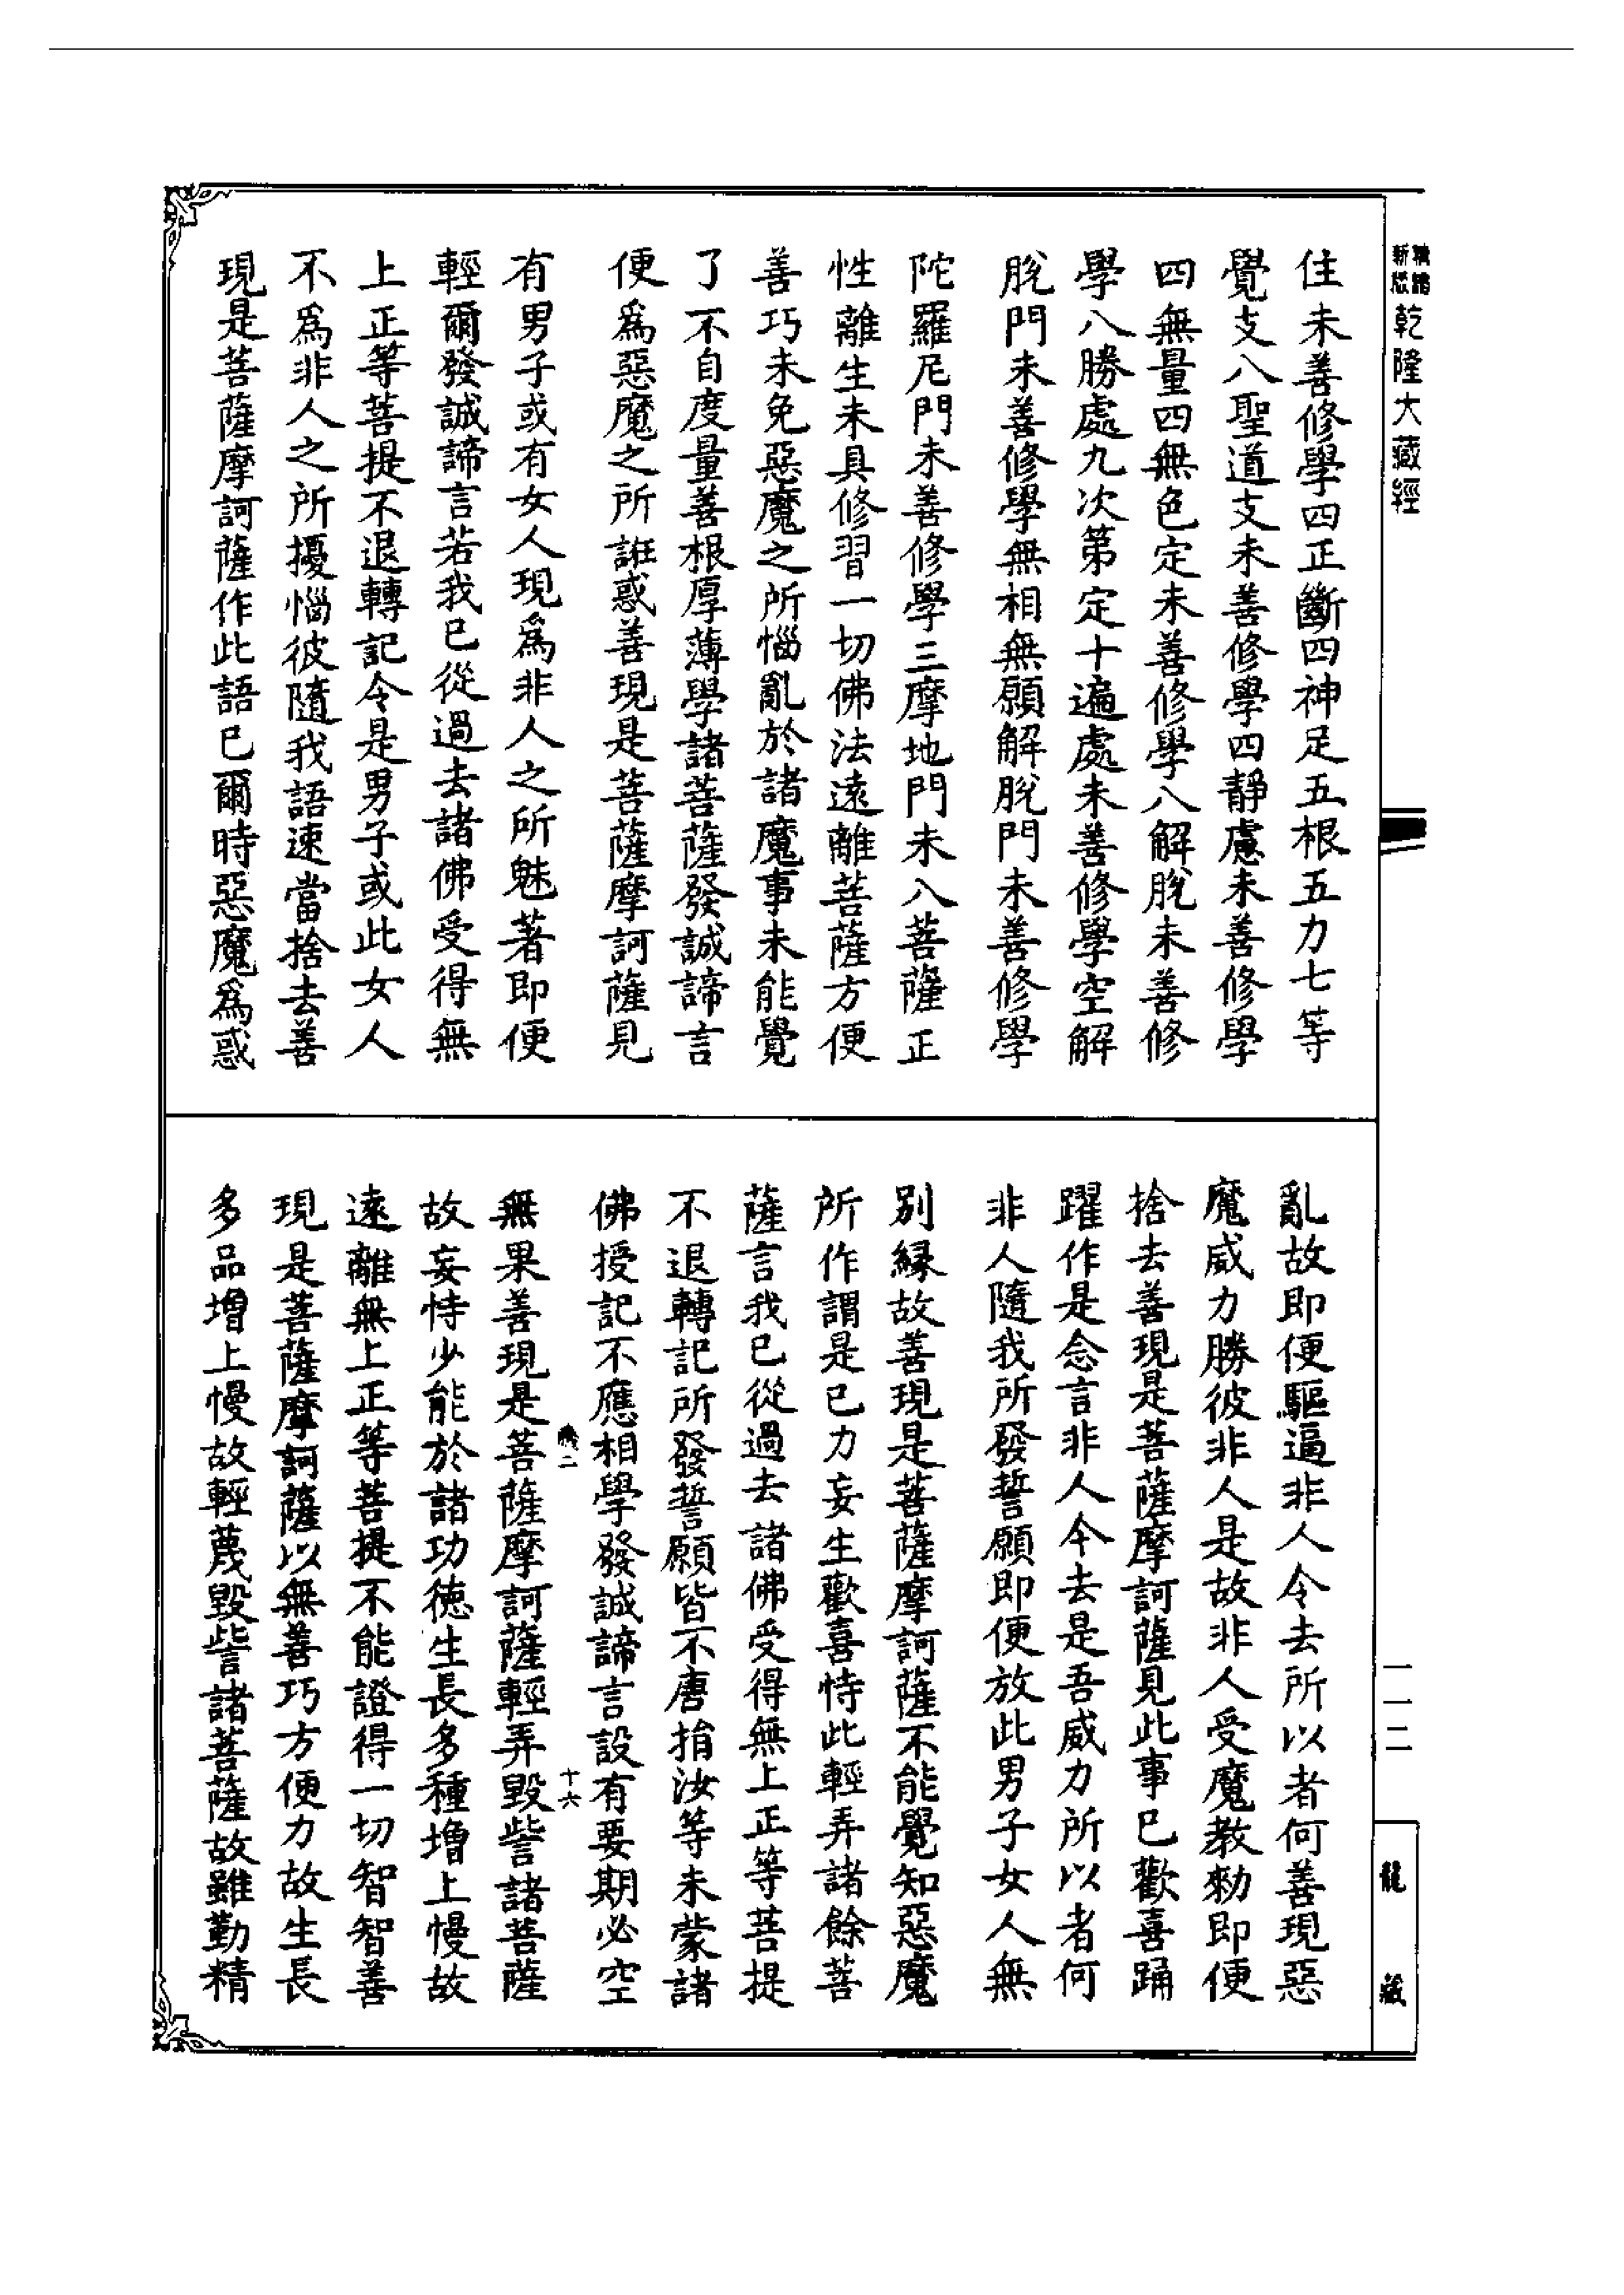 新版
乾隆大藏經
住未善修學四正斷四神足五根五力七等
覺支八聖道支未善修學四靜慮未善修學
四無量四無色定未善修學八解脫未善修
學八勝處九次第定十遍處未善修學空解
脫門未善修學無相無願解脫門未善修學
陀羅尼門未善修學三摩地門未入菩薩正
性離生未具修習一切佛法遠離菩薩方便
善巧未免惡魔之所惱亂於諸魔事未能覺
了不自度量善根厚薄學諸菩薩發誠諦言
便爲惡魔之所誑惑善現是菩薩摩訶薩見
有男子或有女人現爲非人之所魅著即便
輕爾發誠諦言若我已從過去諸佛受得無
上正等菩提不退轉記令是男子或此女人
不爲非人之所擾惱彼隨我語速當捨去善
現是菩薩摩訶薩作此語已爾時惡魔爲惑
亂故即便驅逼非人令去所以者何善現惡
魔威力勝彼非人是故非人受魔教勅即便
捨去善現是菩薩摩訶薩見此事已歡喜踊
躍作是念言非人今去是吾威力所以者何
非人隨我所發誓願即便放此男子女人無
別緣故善現是菩薩摩訶薩不能覺知惡魔
所作謂是已力妄生歡喜恃此輕弄諸餘菩
薩言我已從過去諸佛受得無上正等菩提
不退轉記所發誓願皆不唐捐汝等未蒙諸
佛授記不應相學發誠諦言設有要期必空
二
十六
無果善現是菩薩摩訶薩輕弄毀訾諸菩薩
故妄恃少能於諸功德生長多種增上慢故
遠離無上正等菩提不能證得一切智智善
現是菩薩摩訶薩以無善巧方便力故生長
多品增上慢故輕蔑毀訾諸菩薩故雖勤精
一一二
龍藏